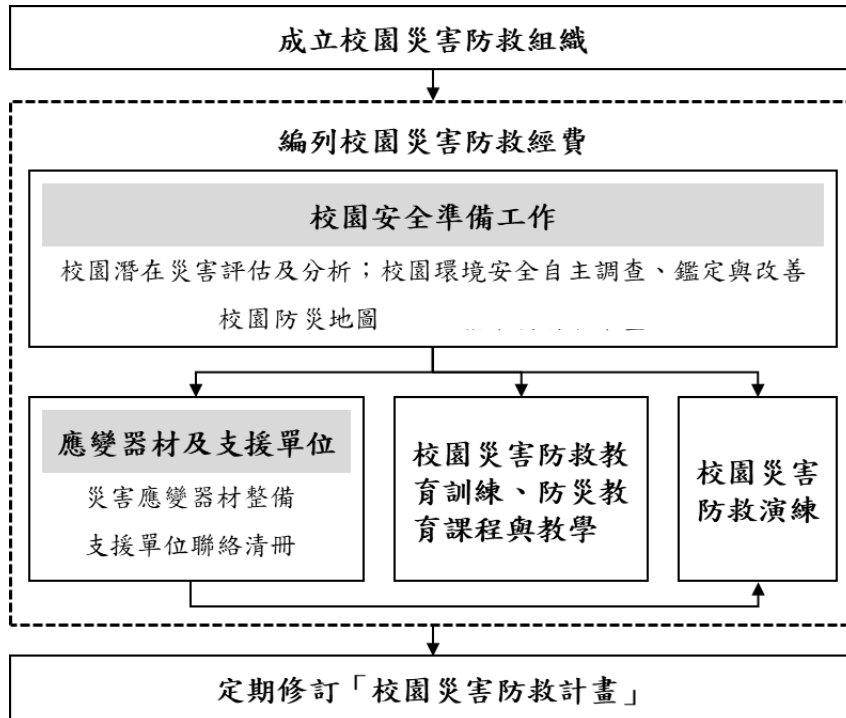 成立校園災害防救組織
編列校園災害防救經費
校園安全準備工作
校園潛在災害評估及分析；校園環境安全自主調查、鑑定與改善
校園防災地圖
應變器材及支援單位
災害應變器材整備
支援單位聯絡清冊
校園災害防救教
育訓練、防災教
育課程與教學
校園災害
防救演練
定期修訂「校園災害防救計畫」